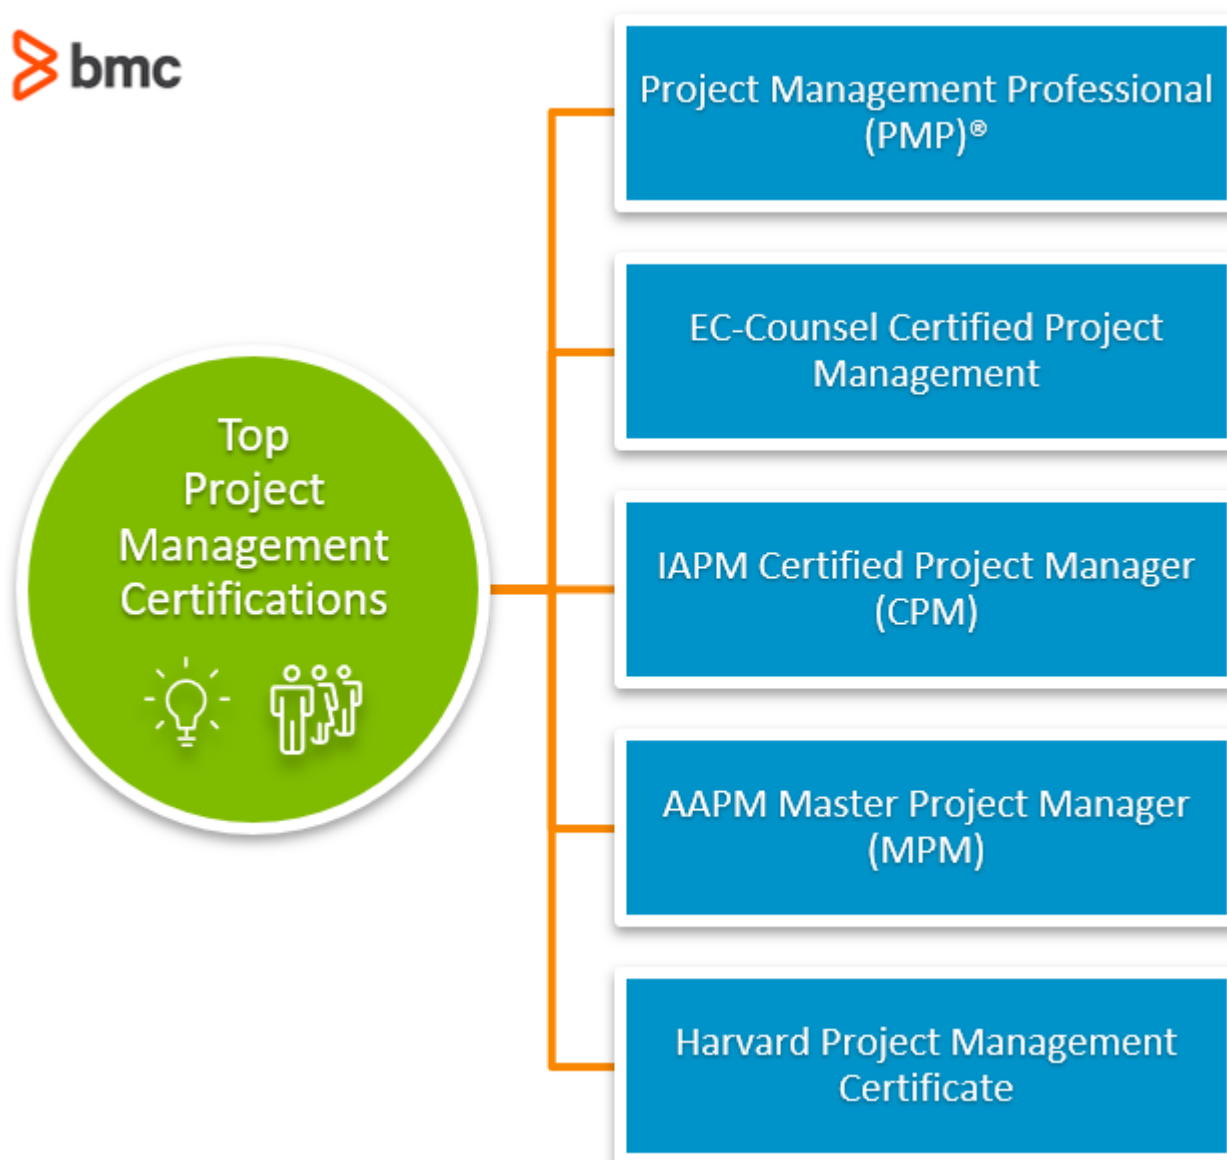 bmc
Top
Project
Management
Certifications
Project Management Professional
(PMP)®
EC-Counsel Certified Project
Management
IAPM Certified Project Manager
(CPM)
AAPM Master Project Manager
(MPM)
Harvard Project Management
Certificate